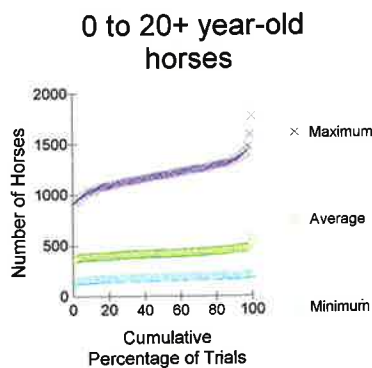 0 to 20+ year-old
horses
2000
1500
1000
500
0
Number of Horses
0 20 40 60 80 100
Cumulative
Percentage of Trials
Maximum
Average
Minimum